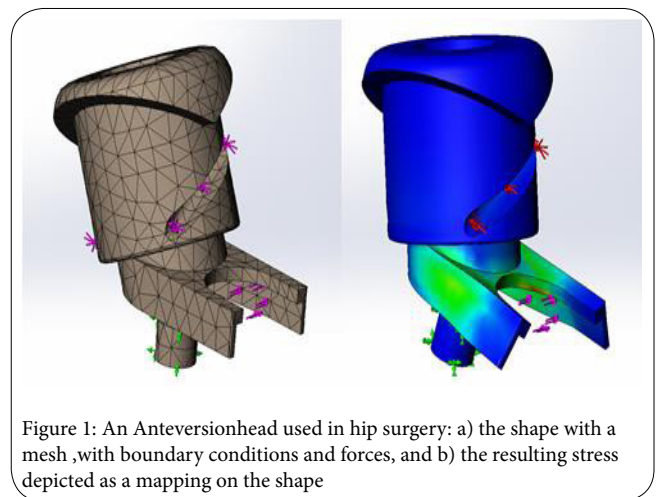 Figure 1: An Anteversionhead used in hip surgery: a) the shape with a
mesh ,with boundary conditions and forces, and b) the resulting stress
depicted as a mapping on the shape